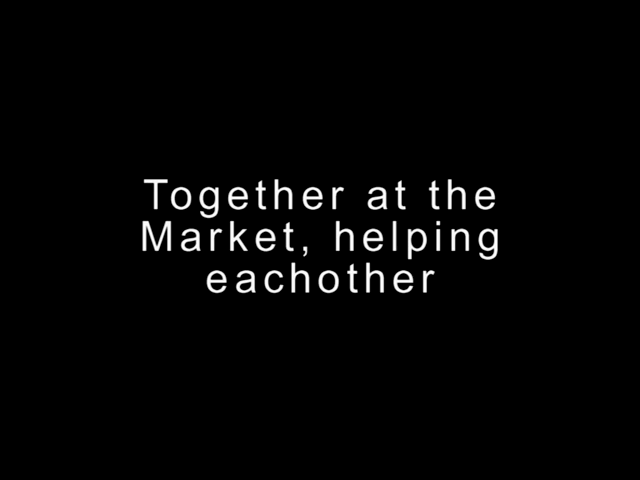 Together at the
Market, helping
eachother